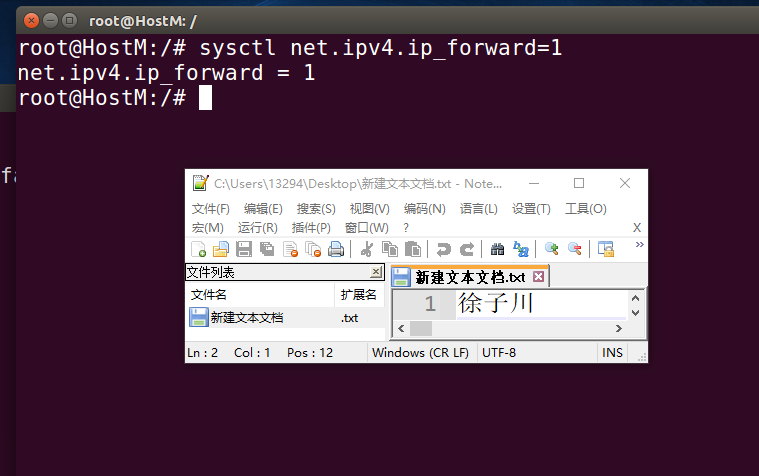 root@HostM: /
root@HostM:/# sysctl net.ipv4.ip_forward=1
net.ipv4.ip_forward = 1
root@HostM:/#
fa
C:\Users\13294\Desktop\新建文本文档.txt - Note...
文件(F) 编辑(E) 搜索(S) 视图(V) 编码(N) 语言(L) 设置(T) 工具(O)
宏(M) 运行(R) 插件(P) 窗口(W) ? X
文件列表
新建文本文档.txt
文件名 扩展名
1 徐子川
新建文本文档 .txt
Ln : 2 Col : 1 Pos : 12 Windows (CR LF) UTF-8 INS